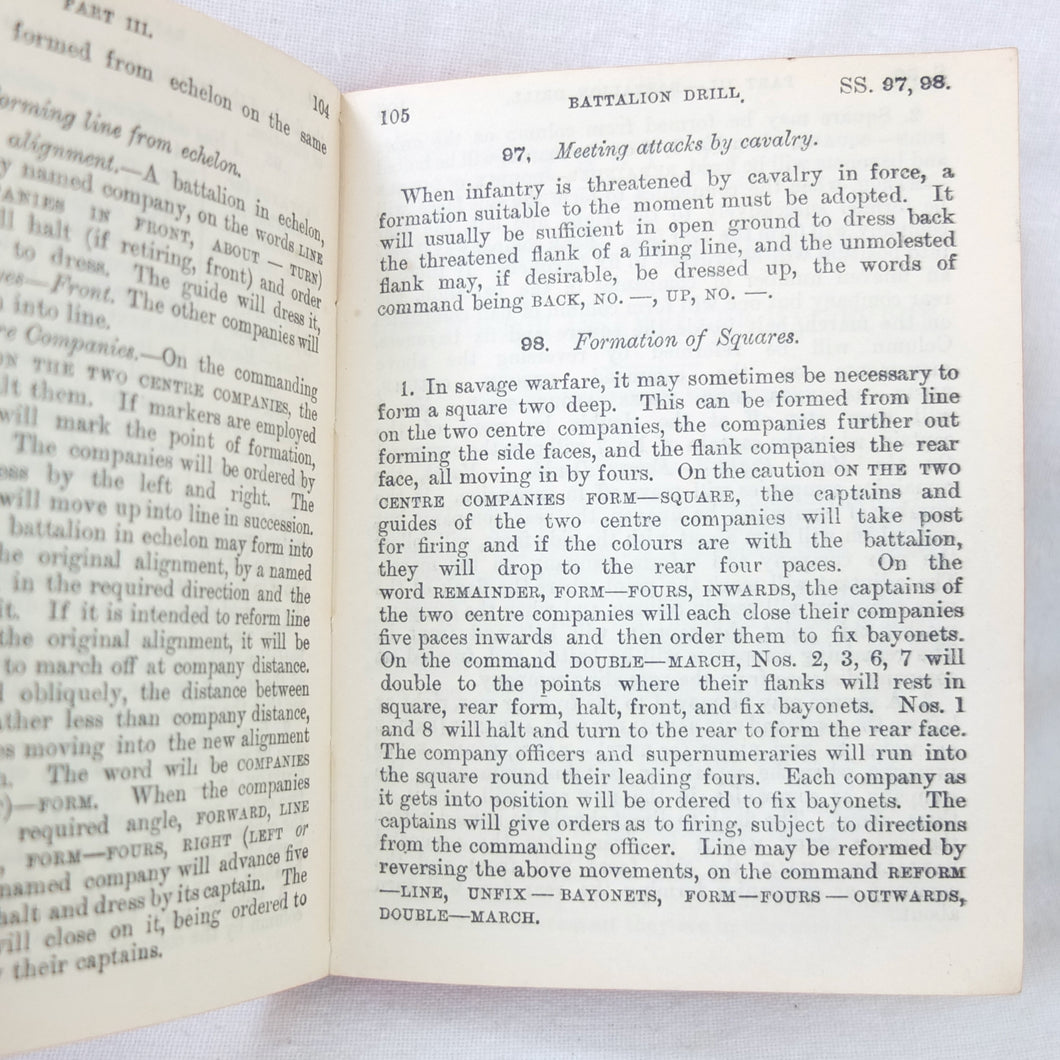 PART III.
104
formed from echelon on the same
forming line from echelon.
alignment.—A battalion in echelon,
named company, on the words LINE
IN FRONT, ABOUT — TURN)
halt (if retiring, front) and order
to dress. The guide will dress it,
—Front. The other companies will
into line.
Companies.—On the commanding
ON THE TWO CENTRE COMPANIES, the
them. If markers are employed
will mark the point of formation,
The companies will be ordered by
by the left and right. The
will move up into line in succession.
battalion in echelon may form into
the original alignment, by a named
in the required direction and the
it. If it is intended to reform line
the original alignment, it will be
to march off at company distance.
obliquely, the distance between
less than company distance,
moving into the new alignment
The word will be COMPANIES
—FORM. When the companies
required angle, FORWARD, LINE
FORM—FOURS, RIGHT (LEFT or
named company will advance five
halt and dress by its captain. The
will close on it, being ordered to
their captains.
105 BATTALION DRILL. SS. 97, 98.
97. Meeting attacks by cavalry.
When infantry is threatened by cavalry in force, a
formation suitable to the moment must be adopted. It
will usually be sufficient in open ground to dress back
the threatened flank of a firing line, and the unmolested
flank may, if desirable, be dressed up, the words of
command being BACK, NO. —, UP, NO. —.
98. Formation of Squares.
1. In savage warfare, it may sometimes be necessary to
form a square two deep. This can be formed from line
on the two centre companies, the companies further out
forming the side faces, and the flank companies the rear
face, all moving in by fours. On the caution ON THE TWO
CENTRE COMPANIES FORM—SQUARE, the captains and
guides of the two centre companies will take post
for firing and if the colours are with the battalion,
they will drop to the rear four paces. On the
word REMAINDER, FORM—FOURS, INWARDS, the captains of
the two centre companies will each close their companies
five paces inwards and then order them to fix bayonets.
On the command DOUBLE—MARCH, Nos. 2, 3, 6, 7 will
double to the points where their flanks will rest in
square, rear form, halt, front, and fix bayonets. Nos. 1
and 8 will halt and turn to the rear to form the rear face.
The company officers and supernumeraries will run into
the square round their leading fours. Each company as
it gets into position will be ordered to fix bayonets. The
captains will give orders as to firing, subject to directions
from the commanding officer. Line may be reformed by
reversing the above movements, on the command REFORM
—LINE, UNFIX — BAYONETS, FORM—FOURS — OUTWARDS,
DOUBLE—MARCH.